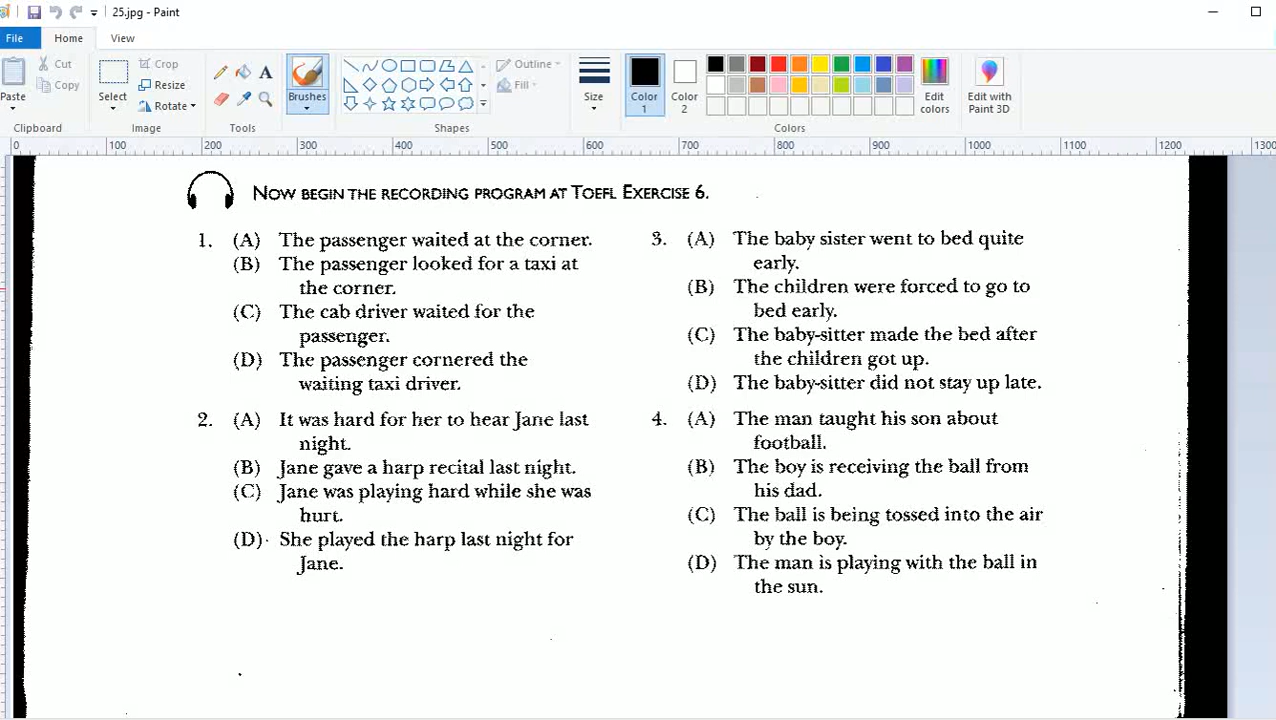 25.jpg - Paint
File
Home
View
Paste
Cut
Copy
Clipboard
Select
Crop
Resize
Rotate
Image
A
Tools
Brushes
Outline
Fill
Shapes
Size
Color 1
Color 2
Edit colors
Edit with Paint 3D
Colors
0 100 200 300 400 500 600 700 800 900 1000 1100 1200 1300
NOW BEGIN THE RECORDING PROGRAM AT TOEFL EXERCISE 6.
1. (A) The passenger waited at the corner.
(B) The passenger looked for a taxi at
the corner.
(C) The cab driver waited for the
passenger.
(D) The passenger cornered the
waiting taxi driver.
2. (A) It was hard for her to hear Jane last
night.
(B) Jane gave a harp recital last night.
(C) Jane was playing hard while she was
hurt.
(D) She played the harp last night for
Jane.
3. (A) The baby sister went to bed quite
early.
(B) The children were forced to go to
bed early.
(C) The baby-sitter made the bed after
the children got up.
(D) The baby-sitter did not stay up late.
4. (A) The man taught his son about
football.
(B) The boy is receiving the ball from
his dad.
(C) The ball is being tossed into the air
by the boy.
(D) The man is playing with the ball in
the sun.